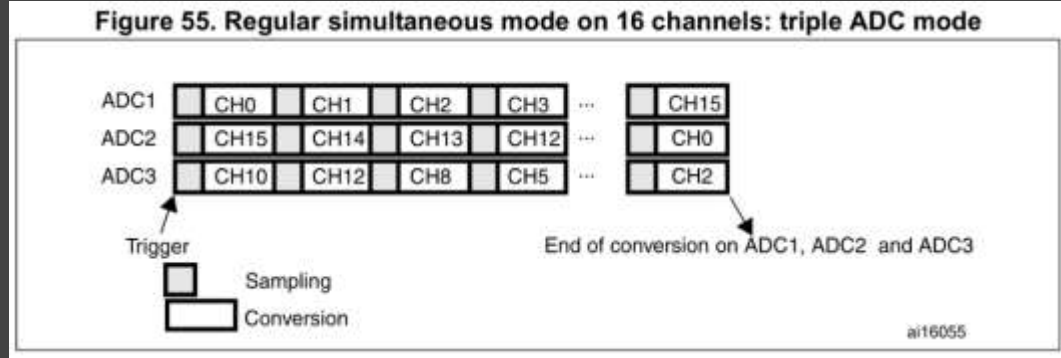 Figure 55. Regular simultaneous mode on 16 channels: triple ADC mode
ADC1 CH0 CH1 CH2 CH3 ... CH15
ADC2 CH15 CH14 CH13 CH12 ... CH0
ADC3 CH10 CH12 CH8 CH5 ... CH2
Trigger
End of conversion on ADC1, ADC2 and ADC3
Sampling
Conversion
ai16055